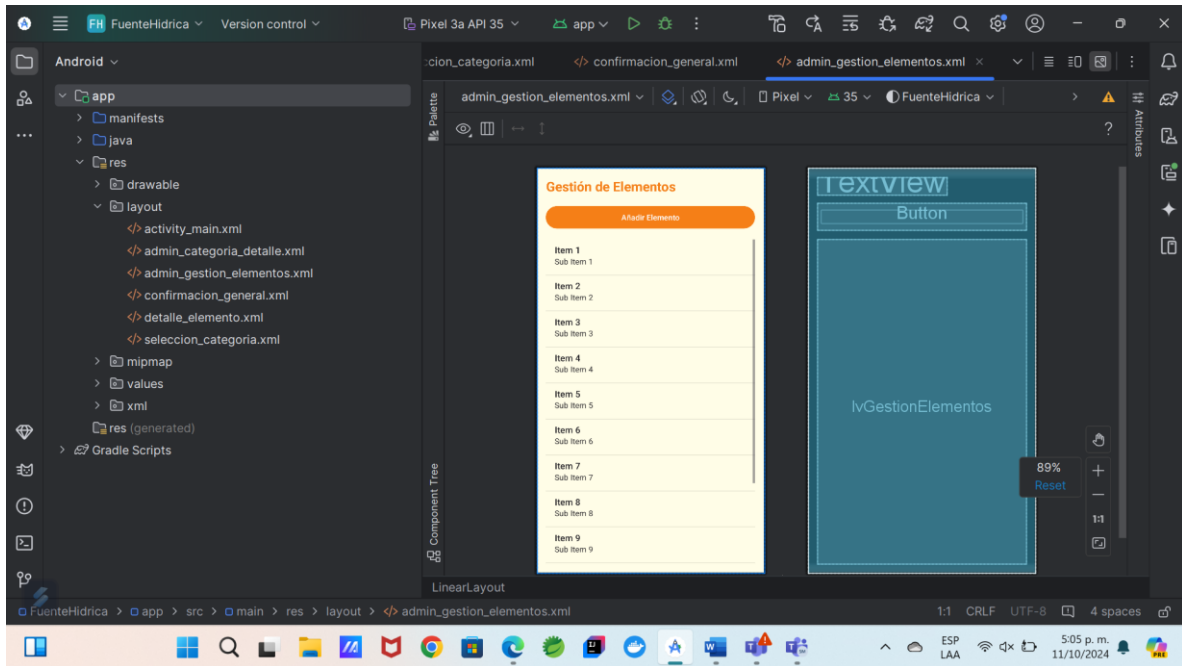 FH FuenteHidrica Version control Pixel 3a API 35 app
Android
app
manifests
java
res
drawable
layout
activity_main.xml
admin_categoria_detalle.xml
admin_gestion_elementos.xml
confirmacion_general.xml
detalle_elemento.xml
seleccion_categoria.xml
mipmap
values
xml
res (generated)
Gradle Scripts
cion_categoria.xml confirmacion_general.xml admin_gestion_elementos.xml
Palette
admin_gestion_elementos.xml Pixel 35 FuenteHidrica
?
Attributes
Component Tree
Gestión de Elementos
Añadir Elemento
Item 1
Sub Item 1
Item 2
Sub Item 2
Item 3
Sub Item 3
Item 4
Sub Item 4
Item 5
Sub Item 5
Item 6
Sub Item 6
Item 7
Sub Item 7
Item 8
Sub Item 8
Item 9
Sub Item 9
TextView
Button
lvGestionElementos
89%
Reset
1:1
LinearLayout
FuenteHidrica > app > src > main > res > layout > admin_gestion_elementos.xml 1:1 CRLF UTF-8 4 spaces
ESP
LAA
5:05 p. m.
11/10/2024
PRE